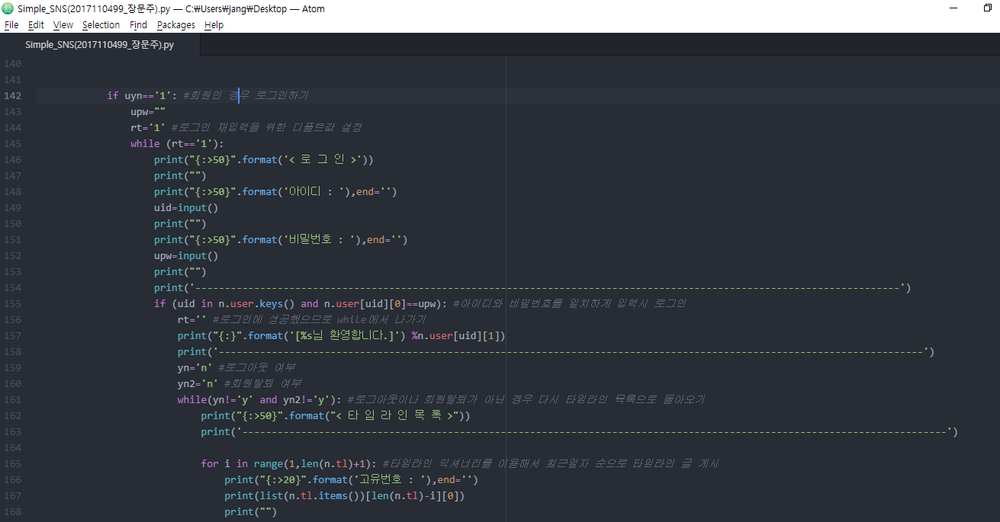 Simple_SNS(2017110499_장문주).py — C:₩Users₩jang₩Desktop — Atom
File Edit View Selection Find Packages Help
Simple_SNS(2017110499_장문주).py
140
141
142 if uyn=='1': #회원인 경우 로그인하기
143 upw=""
144 rt='1' #로그인 재입력을 위한 디폴트값 설정
145 while (rt=='1'):
146 print("{:>50}".format('< 로 그 인 >'))
147 print("")
148 print("{:>50}".format('아이디 : '),end='')
149 uid=input()
150 print("")
151 print("{:>50}".format('비밀번호 : '),end='')
152 upw=input()
153 print("")
154 print('------------------------------------------------------------------------------------------------------------------------')
155 if (uid in n.user.keys() and n.user[uid][0]==upw): #아이디와 비밀번호를 일치하게 입력시 로그인
156 rt='' #로그인에 성공했으므로 while에서 나가기
157 print("{:}".format('[%s님 환영합니다.]') %n.user[uid][1])
158 print('------------------------------------------------------------------------------------------------------------------------')
159 yn='n' #로그아웃 여부
160 yn2='n' #회원탈퇴 여부
161 while(yn!='y' and yn2!='y'): #로그아웃이나 회원탈퇴가 아닌 경우 다시 타임라인 목록으로 돌아오기
162 print("{:>50}".format("< 타 임 라 인 목 록 >"))
163 print('------------------------------------------------------------------------------------------------------------------------')
164
165 for i in range(1,len(n.tl)+1): #타임라인 딕셔너리를 이용해서 최근일자 순으로 타임라인 글 게시
166 print("{:>20}".format('고유번호 : '),end='')
167 print(list(n.tl.items())[len(n.tl)-i][0])
168 print("")